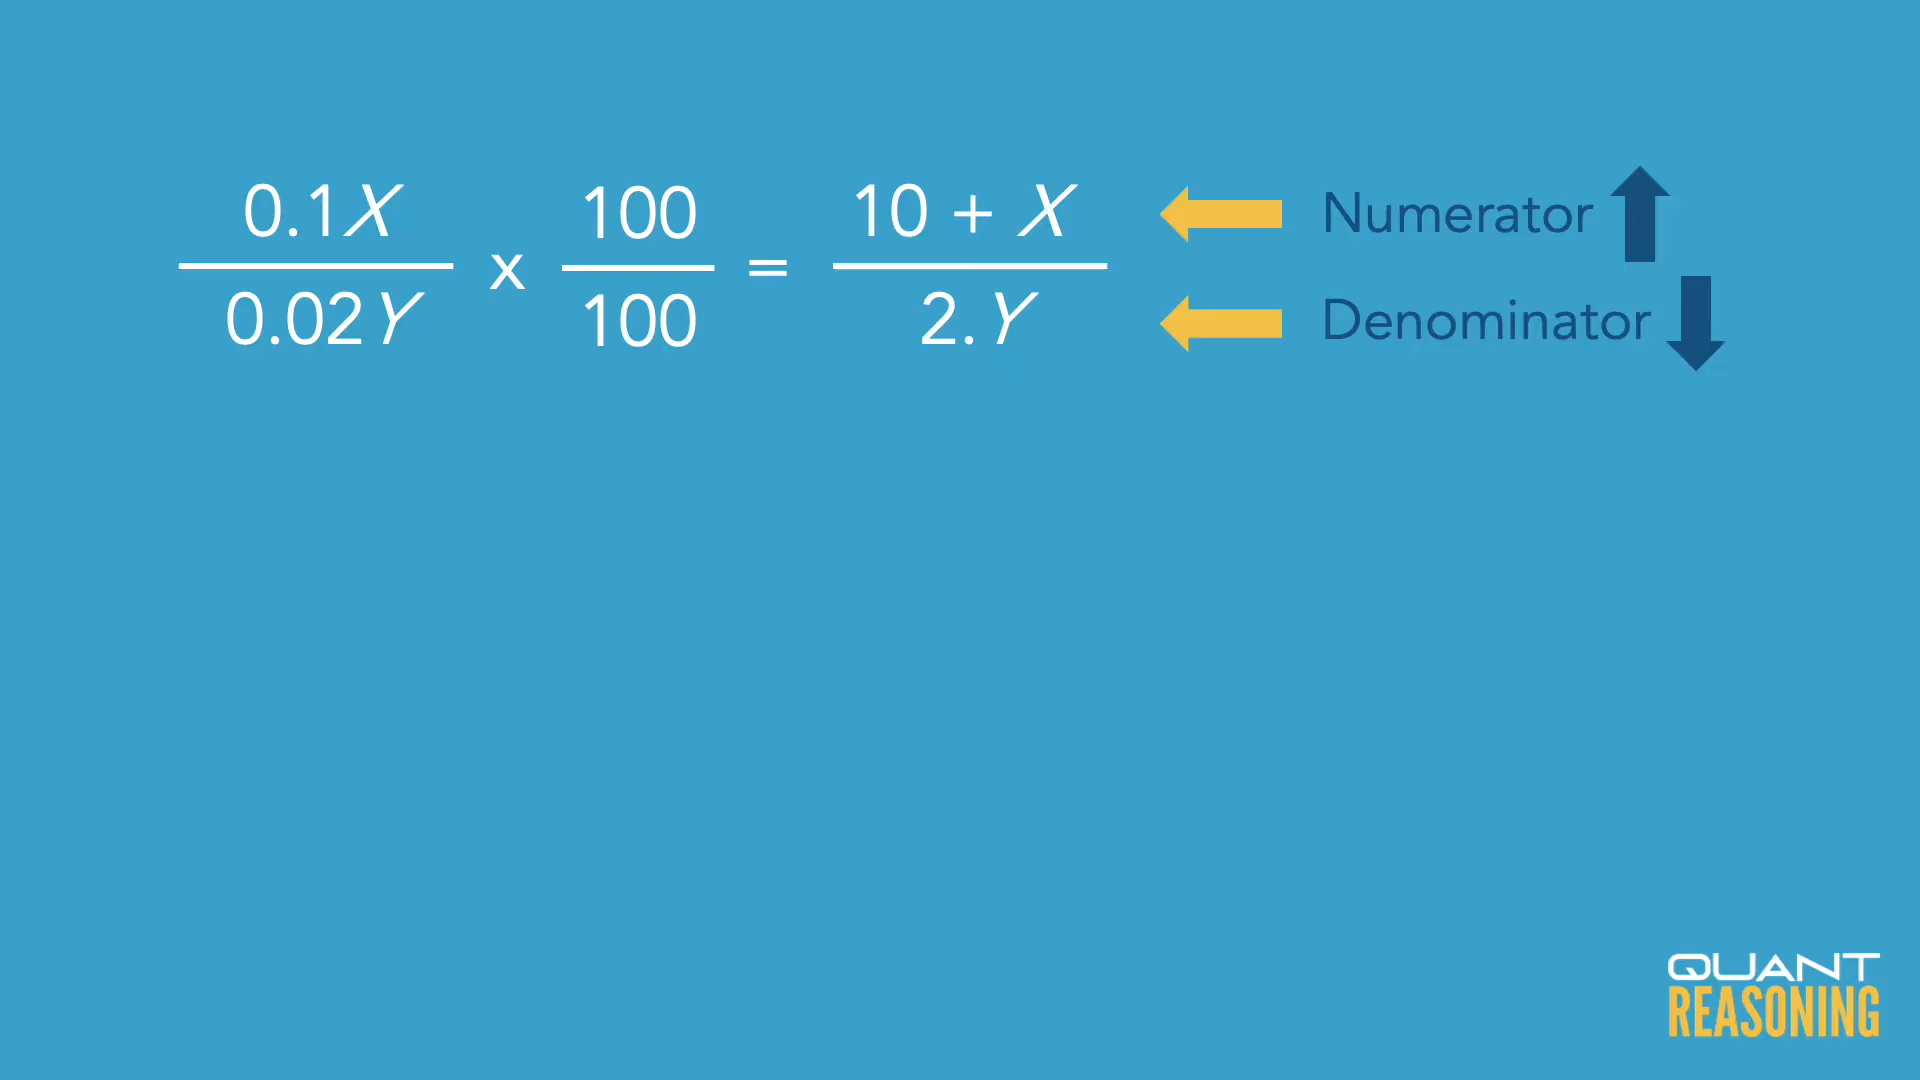 0.1X
0.02Y
x
100
100
=
10 + X
2.Y
Numerator
Denominator
QUANT
REASONING